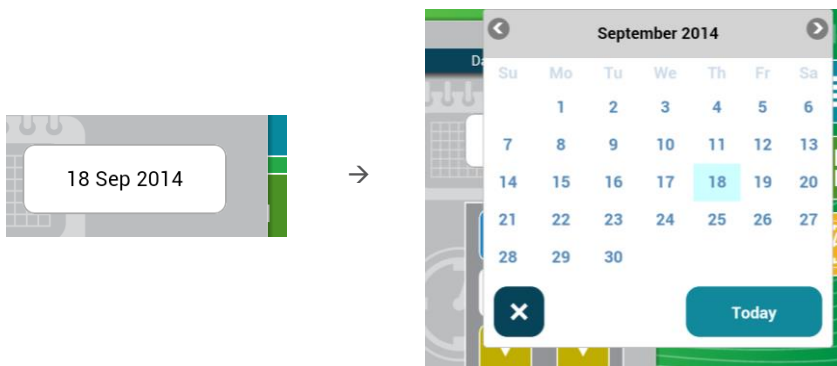 18 Sep 2014
→
September 2014
Su Mo Tu We Th Fr Sa
1 2 3 4 5 6
7 8 9 10 11 12 13
14 15 16 17 18 19 20
21 22 23 24 25 26 27
28 29 30
Today